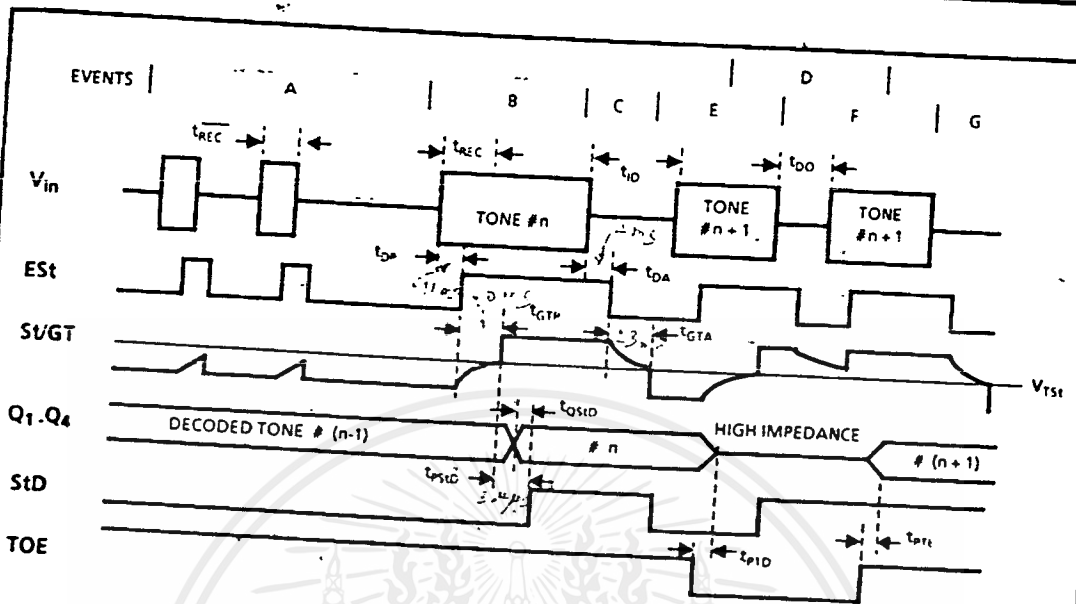 EVENTS A B C D E F G
tREC tREC tID tDO
Vin TONE #n TONE #n+1 TONE #n+1
tDP tDA
ESt
tGTP tGTA
St/GT
VTSt
tQStD
Q1.Q4 DECODED TONE # (n-1) # n HIGH IMPEDANCE # (n+1)
tPStD
StD
tPTD tPTE
TOE